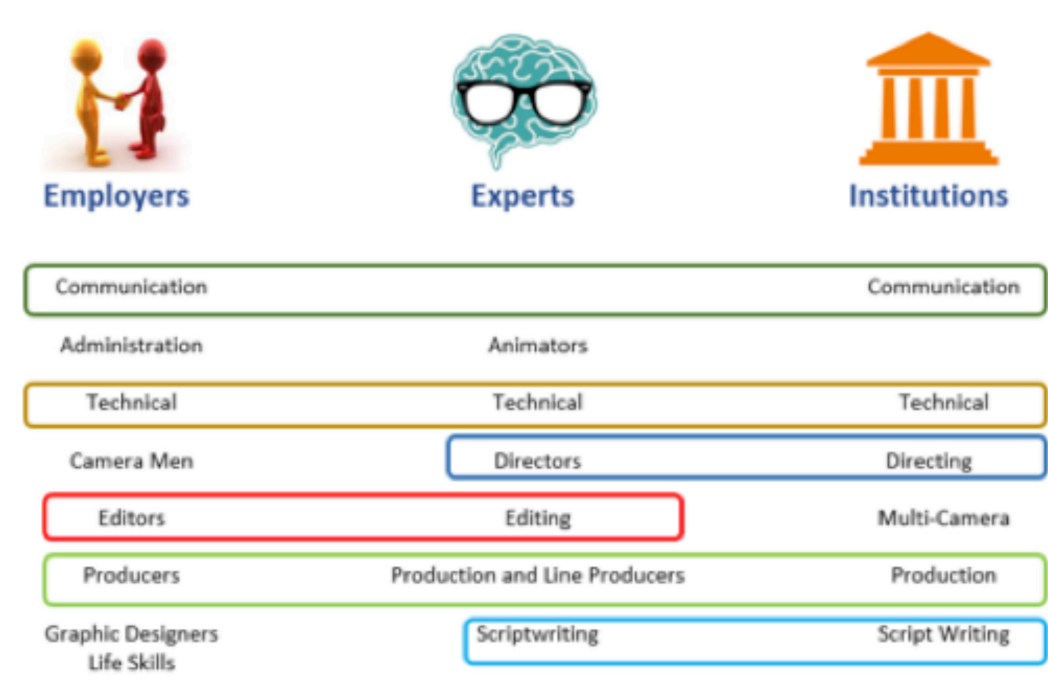 Employers Experts Institutions
Communication Communication
Administration Animators
Technical Technical Technical
Camera Men Directors Directing
Editors Editing Multi-Camera
Producers Production and Line Producers Production
Graphic Designers Scriptwriting Script Writing
Life Skills